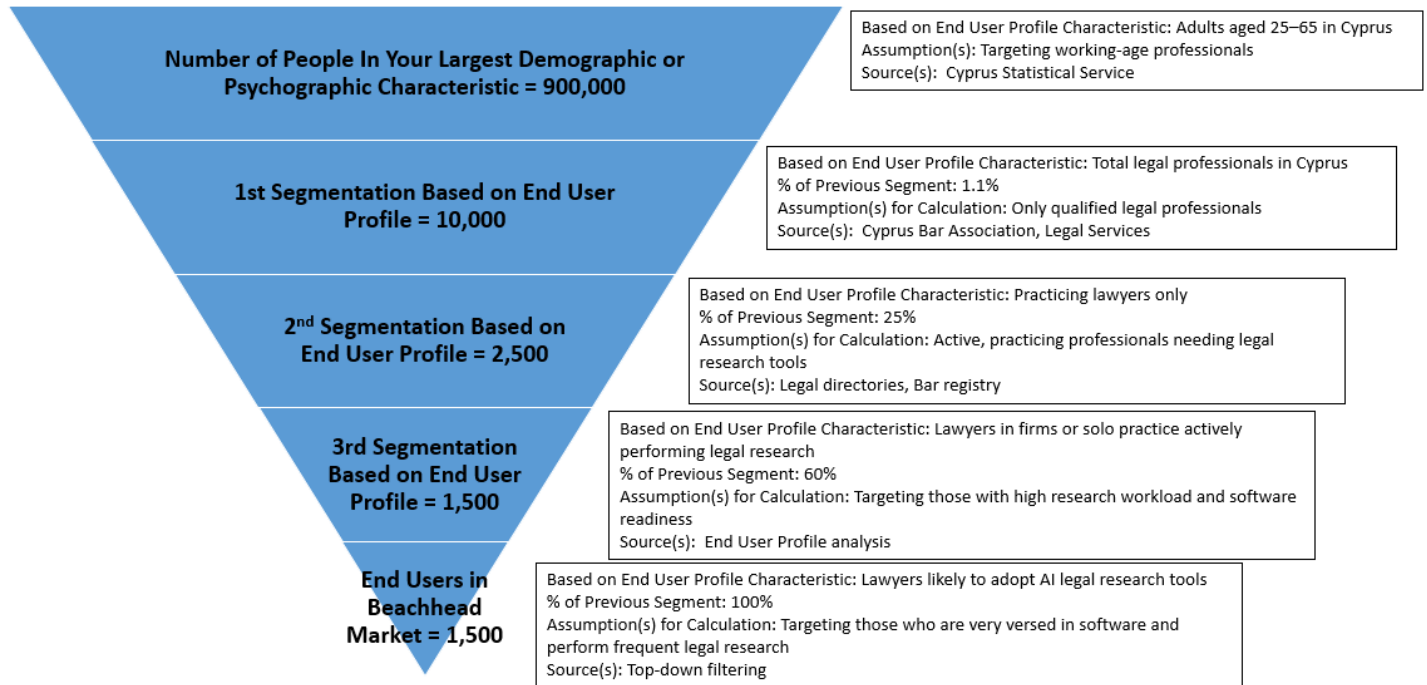 Number of People In Your Largest Demographic or
Psychographic Characteristic = 900,000
Based on End User Profile Characteristic: Adults aged 25–65 in Cyprus
Assumption(s): Targeting working-age professionals
Source(s):  Cyprus Statistical Service
1st Segmentation Based on End User
Profile = 10,000
Based on End User Profile Characteristic: Total legal professionals in Cyprus
% of Previous Segment: 1.1%
Assumption(s) for Calculation: Only qualified legal professionals
Source(s):  Cyprus Bar Association, Legal Services
2nd Segmentation Based on
End User Profile = 2,500
Based on End User Profile Characteristic: Practicing lawyers only
% of Previous Segment: 25%
Assumption(s) for Calculation: Active, practicing professionals needing legal
research tools
Source(s): Legal directories, Bar registry
3rd Segmentation
Based on End User
Profile = 1,500
Based on End User Profile Characteristic: Lawyers in firms or solo practice actively
performing legal research
% of Previous Segment: 60%
Assumption(s) for Calculation: Targeting those with high research workload and software
readiness
Source(s):  End User Profile analysis
End Users in
Beachhead
Market = 1,500
Based on End User Profile Characteristic: Lawyers likely to adopt AI legal research tools
% of Previous Segment: 100%
Assumption(s) for Calculation: Targeting those who are very versed in software and
perform frequent legal research
Source(s): Top-down filtering